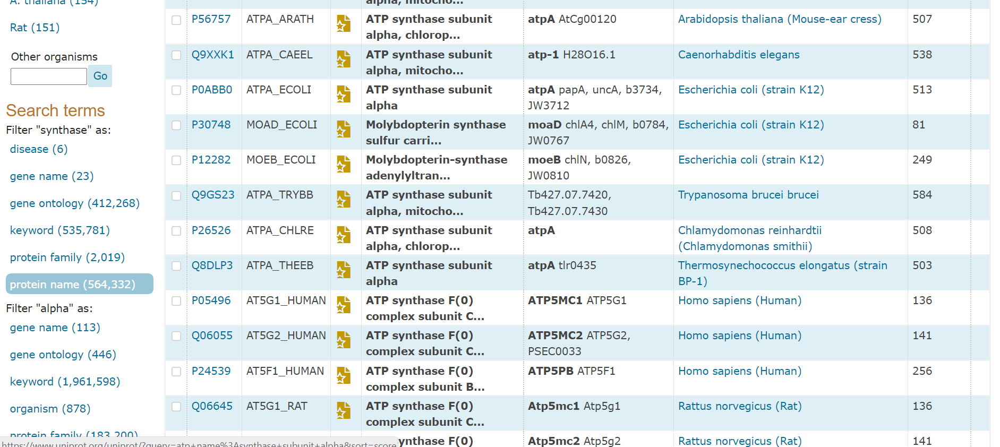 A. thaliana (154)
Rat (151)
Other organisms
Go
Search terms
Filter "synthase" as:
disease (6)
gene name (23)
gene ontology (412,268)
keyword (535,781)
protein family (2,019)
protein name (564,332)
Filter "alpha" as:
gene name (113)
gene ontology (446)
keyword (1,961,598)
organism (878)
protein family (183,200)
https://www.uniprot.org/uniprot/?query=atp+name%3Asynthase+subunit+alpha&sort=score
alpha, mitocho...
P56757 ATPA_ARATH ATP synthase subunit atpA AtCg00120 Arabidopsis thaliana (Mouse-ear cress) 507
alpha, chlorop...
Q9XXK1 ATPA_CAEEL ATP synthase subunit atp-1 H28O16.1 Caenorhabditis elegans 538
alpha, mitocho...
P0ABB0 ATPA_ECOLI ATP synthase subunit atpA papA, uncA, b3734, Escherichia coli (strain K12) 513
alpha JW3712
P30748 MOAD_ECOLI Molybdopterin synthase moaD chlA4, chlM, b0784, Escherichia coli (strain K12) 81
sulfur carri... JW0767
P12282 MOEB_ECOLI Molybdopterin-synthase moeB chlN, b0826, Escherichia coli (strain K12) 249
adenylyltran... JW0810
Q9GS23 ATPA_TRYBB ATP synthase subunit Tb427.07.7420, Trypanosoma brucei brucei 584
alpha, mitocho... Tb427.07.7430
P26526 ATPA_CHLRE ATP synthase subunit atpA Chlamydomonas reinhardtii 508
alpha, chlorop... (Chlamydomonas smithii)
Q8DLP3 ATPA_THEEB ATP synthase subunit atpA tlr0435 Thermosynechococcus elongatus (strain 503
alpha BP-1)
P05496 AT5G1_HUMAN ATP synthase F(0) ATP5MC1 ATP5G1 Homo sapiens (Human) 136
complex subunit C...
Q06055 AT5G2_HUMAN ATP synthase F(0) ATP5MC2 ATP5G2, Homo sapiens (Human) 141
complex subunit C... PSEC0033
P24539 AT5F1_HUMAN ATP synthase F(0) ATP5PB ATP5F1 Homo sapiens (Human) 256
complex subunit B...
Q06645 AT5G1_RAT ATP synthase F(0) Atp5mc1 Atp5g1 Rattus norvegicus (Rat) 136
complex subunit C...
ynthase F(0) Atp5mc2 Atp5g2 Rattus norvegicus (Rat) 141